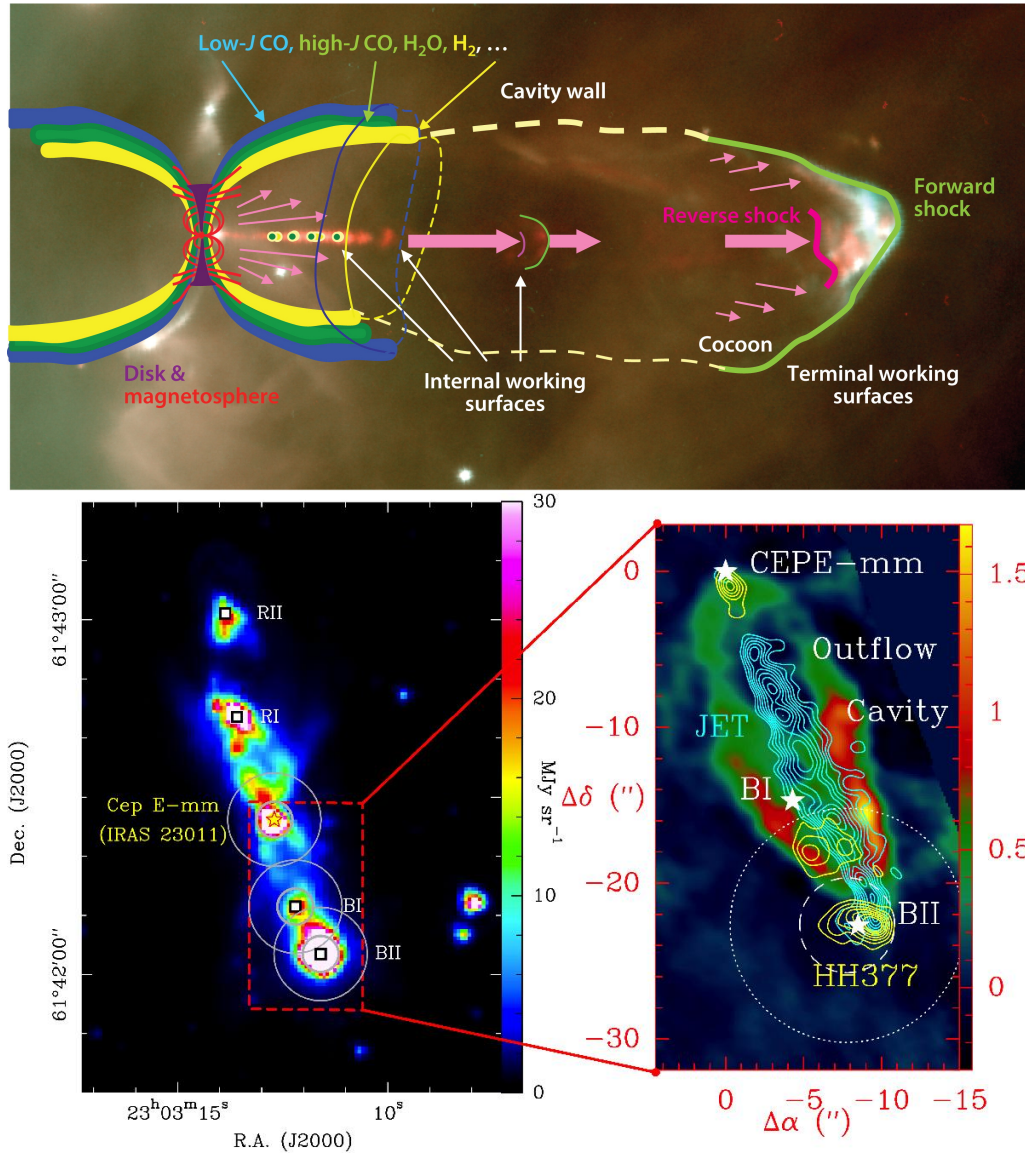 Low-J CO, high-J CO, H₂O, H₂, ...
Cavity wall
Forward
shock
Reverse shock
Cocoon
Disk &
magnetosphere
Internal working
surfaces
Terminal working
surfaces
RII
RI
Cep E-mm
(IRAS 23011)
BI
BII
61°43'00"
61°42'00"
Dec. (J2000)
23ʰ03ᵐ15ˢ
10ˢ
R.A. (J2000)
30
20
10
0
MJy sr⁻¹
CEPE-mm
Outflow
Cavity
JET
BI
BII
HH377
0
-10
-20
-30
Δδ (")
0
-5
-10
-15
Δα (")
1.5
1
0.5
0